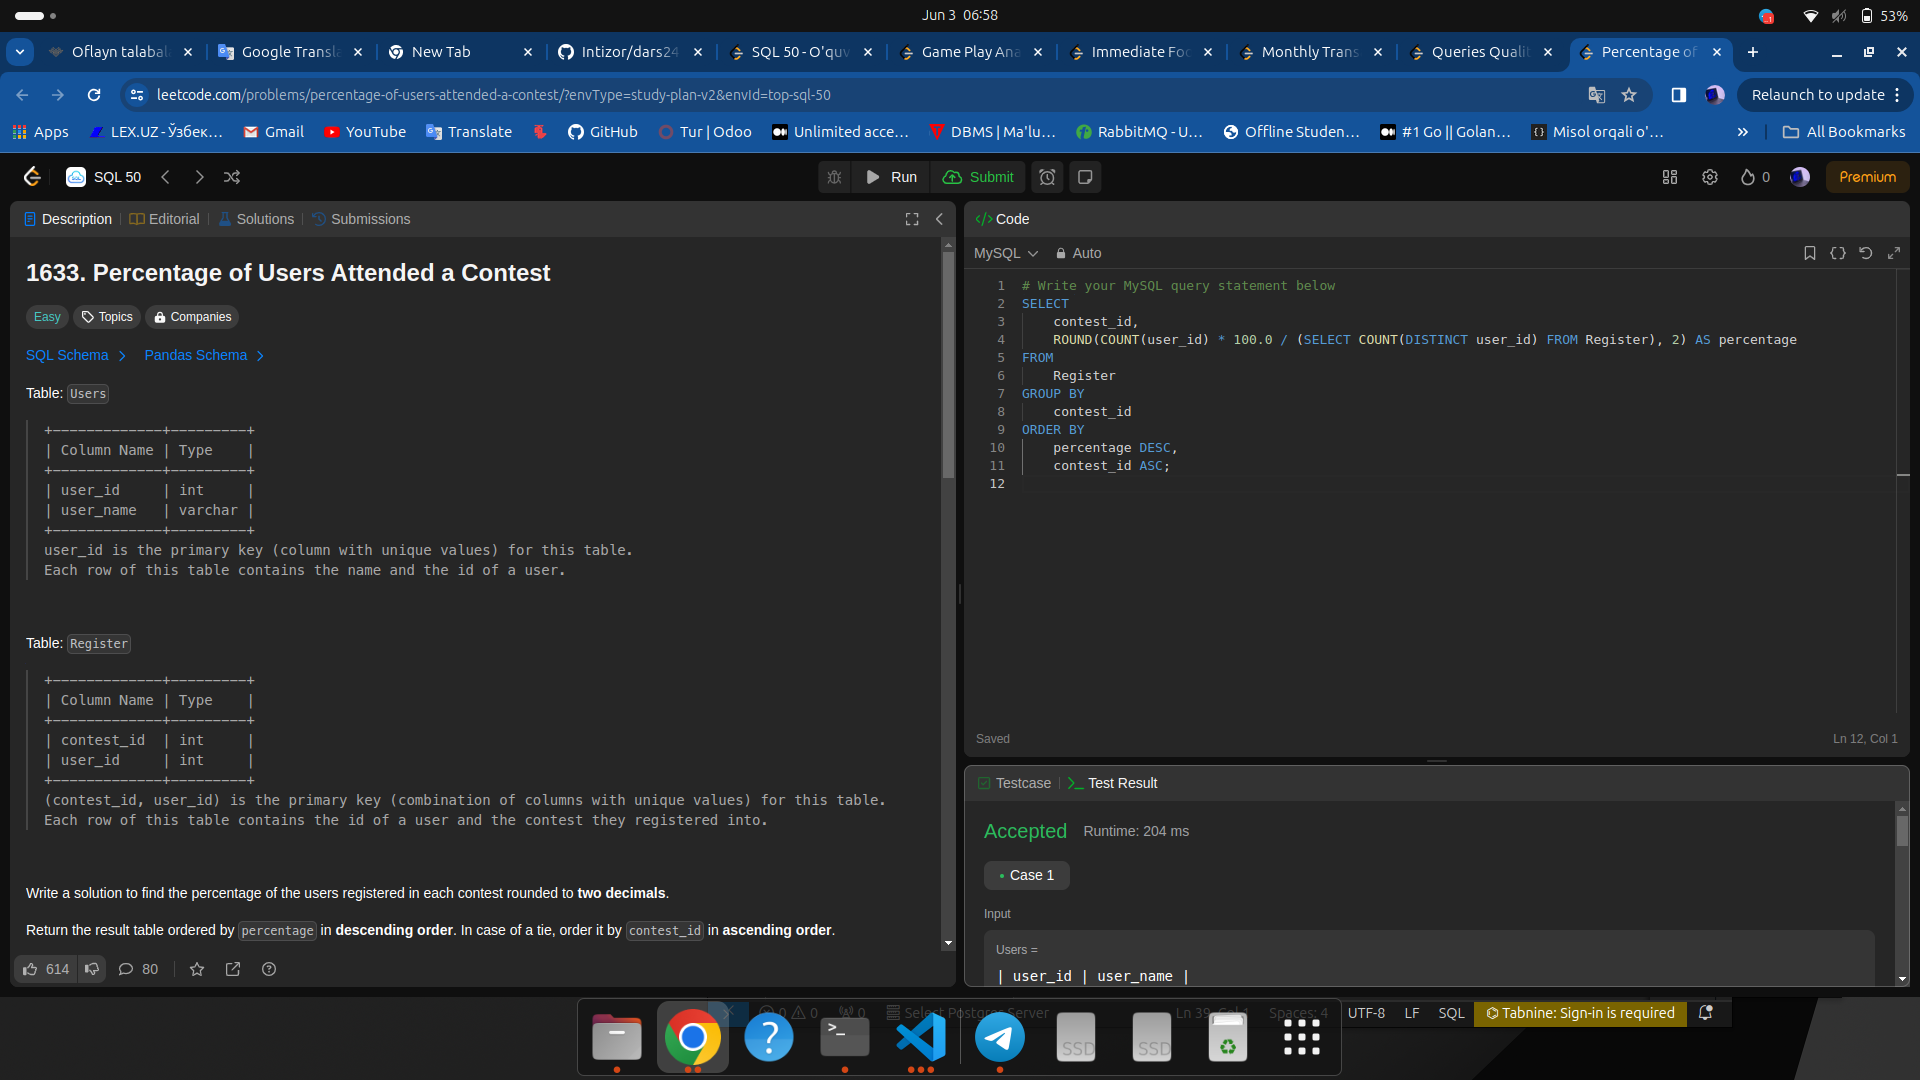 Jun 3 06:58
53%
Oflayn talabal
Google Transla
New Tab
Intizor/dars24
SQL 50 - O'quv
Game Play Ana
Immediate Foo
Monthly Trans
Queries Qualit
Percentage of
leetcode.com/problems/percentage-of-users-attended-a-contest/?envType=study-plan-v2&envId=top-sql-50
Relaunch to update
Apps
LEX.UZ - Ўзбек...
Gmail
YouTube
Translate
GitHub
Tur | Odoo
Unlimited acce...
DBMS | Ma'lu...
RabbitMQ - U...
Offline Studen...
#1 Go || Golan...
Misol orqali o'...
All Bookmarks
SQL 50
Run
Submit
0
Premium
Description
Editorial
Solutions
Submissions
1633. Percentage of Users Attended a Contest
Easy
Topics
Companies
SQL Schema
Pandas Schema
Table: Users
+-------------+---------+
| Column Name | Type    |
+-------------+---------+
| user_id     | int     |
| user_name   | varchar |
+-------------+---------+
user_id is the primary key (column with unique values) for this table.
Each row of this table contains the name and the id of a user.
Table: Register
+-------------+---------+
| Column Name | Type    |
+-------------+---------+
| contest_id  | int     |
| user_id     | int     |
+-------------+---------+
(contest_id, user_id) is the primary key (combination of columns with unique values) for this table.
Each row of this table contains the id of a user and the contest they registered into.
Write a solution to find the percentage of the users registered in each contest rounded to two decimals.
Return the result table ordered by percentage in descending order. In case of a tie, order it by contest_id in ascending order.
614
80
Code
MySQL
Auto
1 # Write your MySQL query statement below
2 SELECT
3     contest_id,
4     ROUND(COUNT(user_id) * 100.0 / (SELECT COUNT(DISTINCT user_id) FROM Register), 2) AS percentage
5 FROM
6     Register
7 GROUP BY
8     contest_id
9 ORDER BY
10     percentage DESC,
11     contest_id ASC;
12
Saved
Ln 12, Col 1
Testcase
Test Result
Accepted
Runtime: 204 ms
Case 1
Input
Users =
| user_id | user_name |
0
0
0
Select Postgres Server
Ln 39, Col 1
Spaces: 4
UTF-8
LF
SQL
Tabnine: Sign-in is required
SSD
SSD